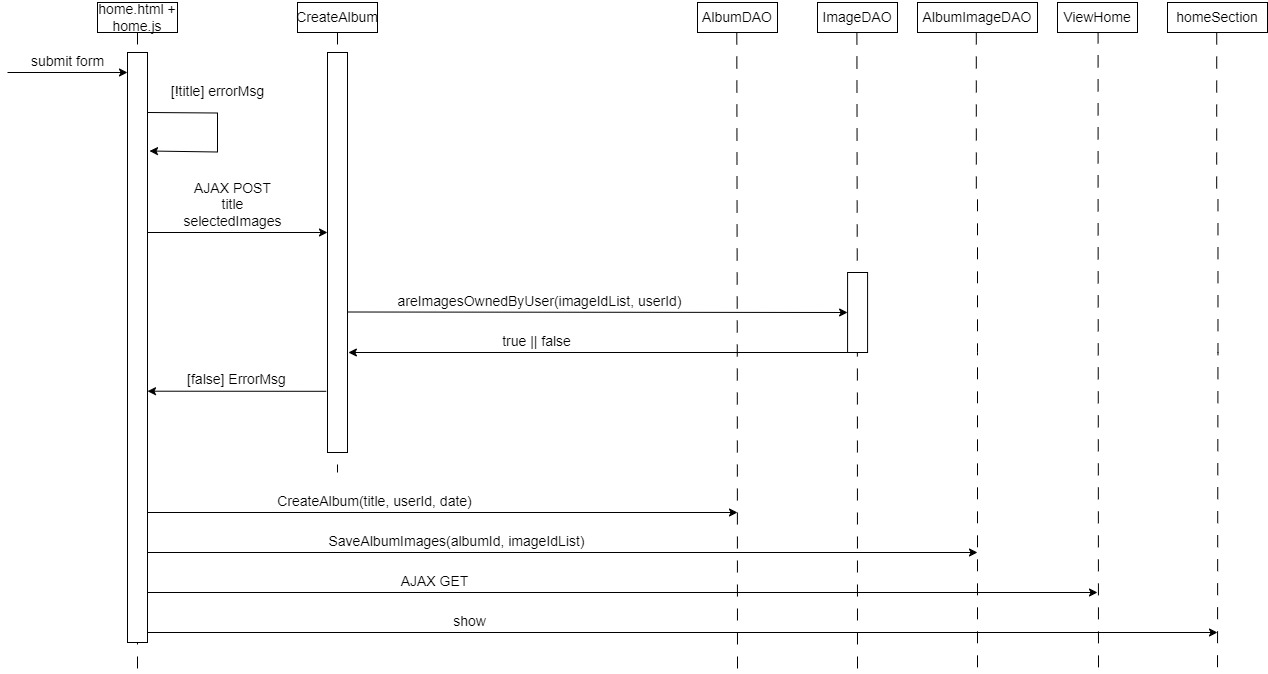 home.html +
home.js
CreateAlbum
AlbumDAO
ImageDAO
AlbumImageDAO
ViewHome
homeSection
submit form
[!title] errorMsg
AJAX POST
title
selectedImages
areImagesOwnedByUser(imageIdList, userId)
true || false
[false] ErrorMsg
CreateAlbum(title, userId, date)
SaveAlbumImages(albumId, imageIdList)
AJAX GET
show